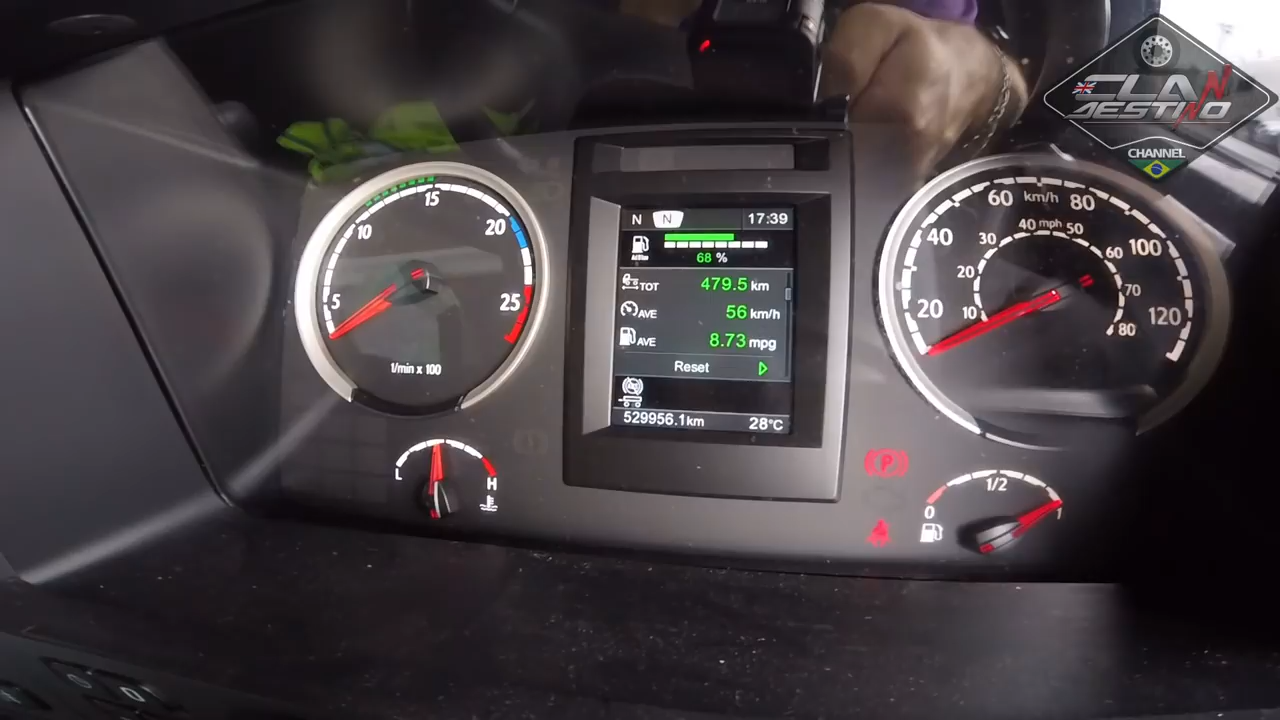 CLAN
DESTINO
CHANNEL
N N 17:39
AdBlue
68 %
TOT 479.5 km
AVE 56 km/h
AVE 8.73 mpg
Reset
529956.1km 28°C
5 10 15 20 25
1/min x 100
L H
20 40 60 km/h 80 100 120
10 20 30 40 mph 50 60 70 80
P
0 1/2 1